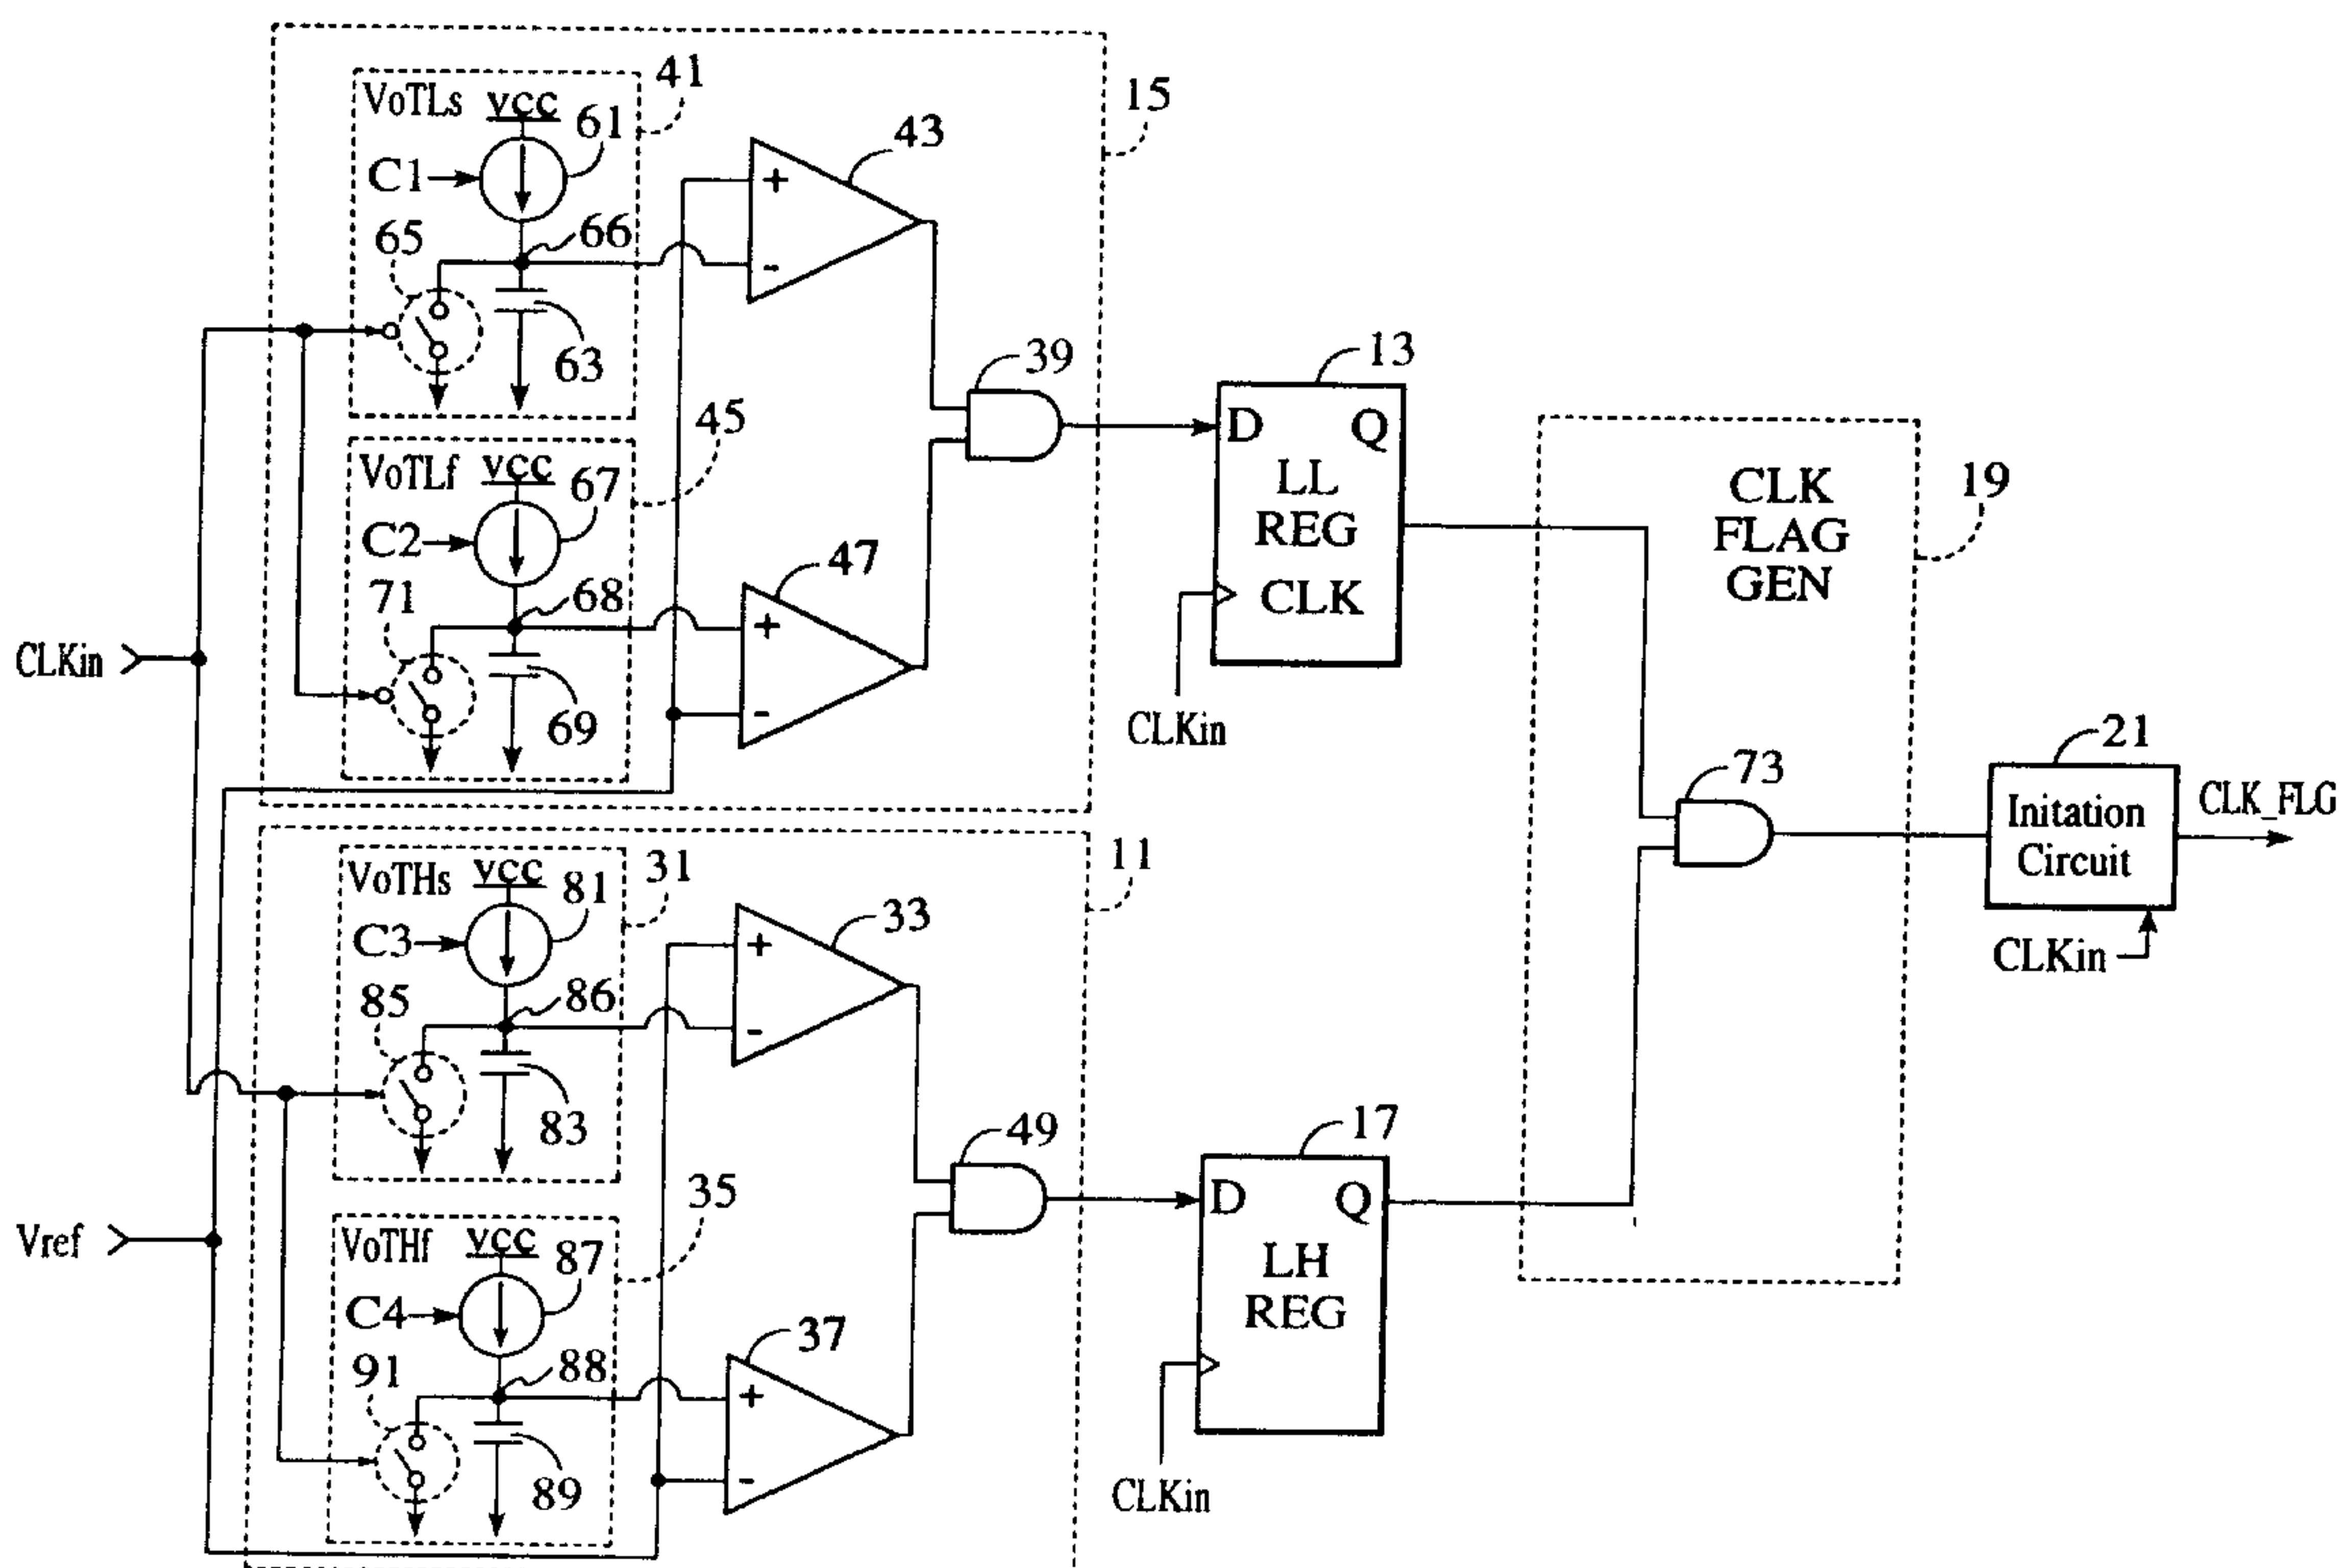 VoTLs
vcc
41
61
C1
15
43
+
-
65
66
63
39
13
D Q
LL
REG
CLK
CLKin
45
VoTLf
vcc
67
C2
47
+
-
71
68
69
CLKin
CLK
FLAG
GEN
19
73
21
Initation
Circuit
CLK_FLG
CLKin
VoTHs
vcc
31
81
C3
11
33
+
-
85
86
83
49
17
D Q
LH
REG
CLKin
35
Vref
VoTHf
vcc
87
C4
37
+
-
91
88
89